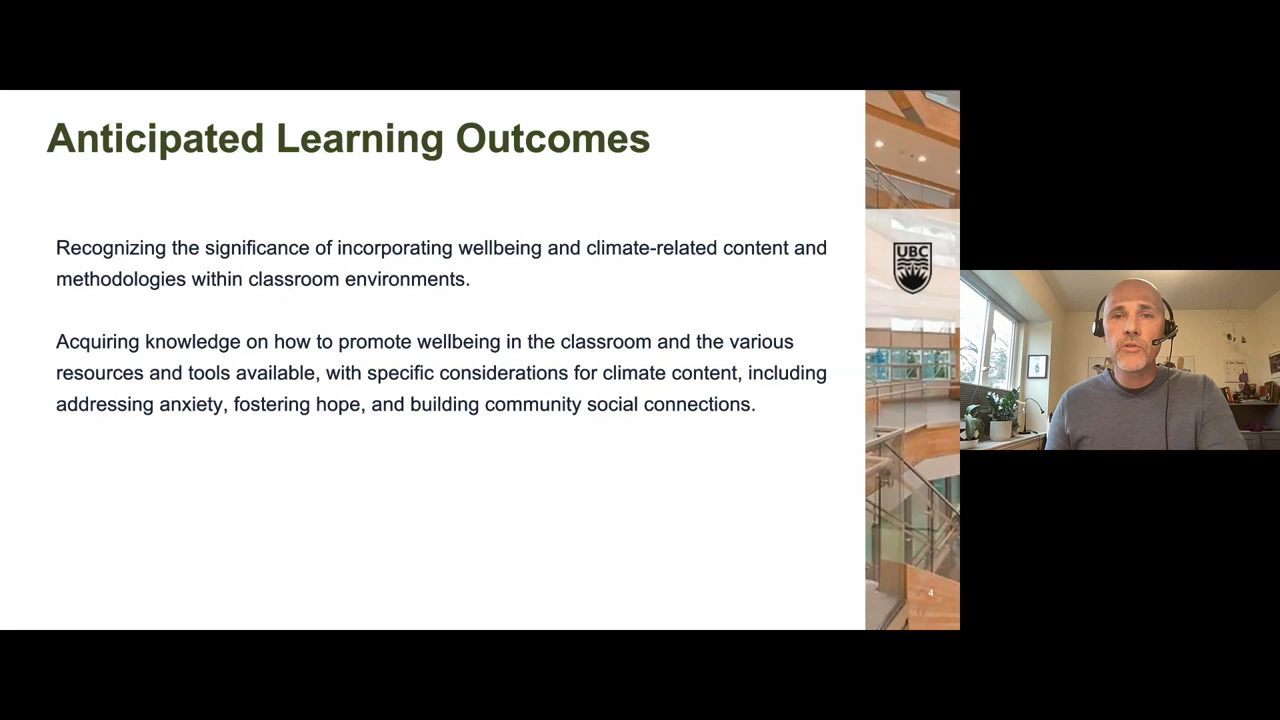 Anticipated Learning Outcomes
Recognizing the significance of incorporating wellbeing and climate-related content and
methodologies within classroom environments.
Acquiring knowledge on how to promote wellbeing in the classroom and the various
resources and tools available, with specific considerations for climate content, including
addressing anxiety, fostering hope, and building community social connections.
UBC
4